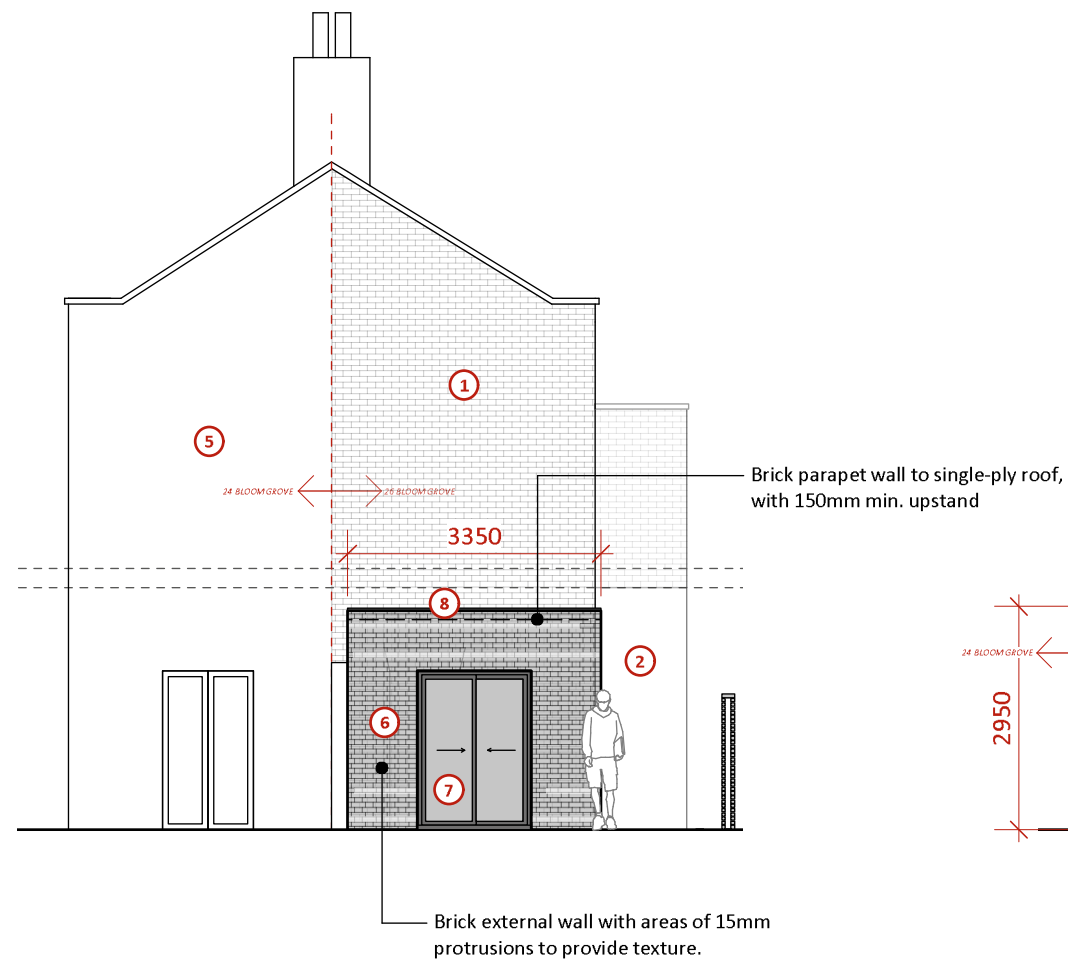 1
5
24 BLOOM GROVE
26 BLOOM GROVE
Brick parapet wall to single-ply roof,
with 150mm min. upstand
3350
8
2
24 BLOOM GROVE
6
2950
7
Brick external wall with areas of 15mm
protrusions to provide texture.